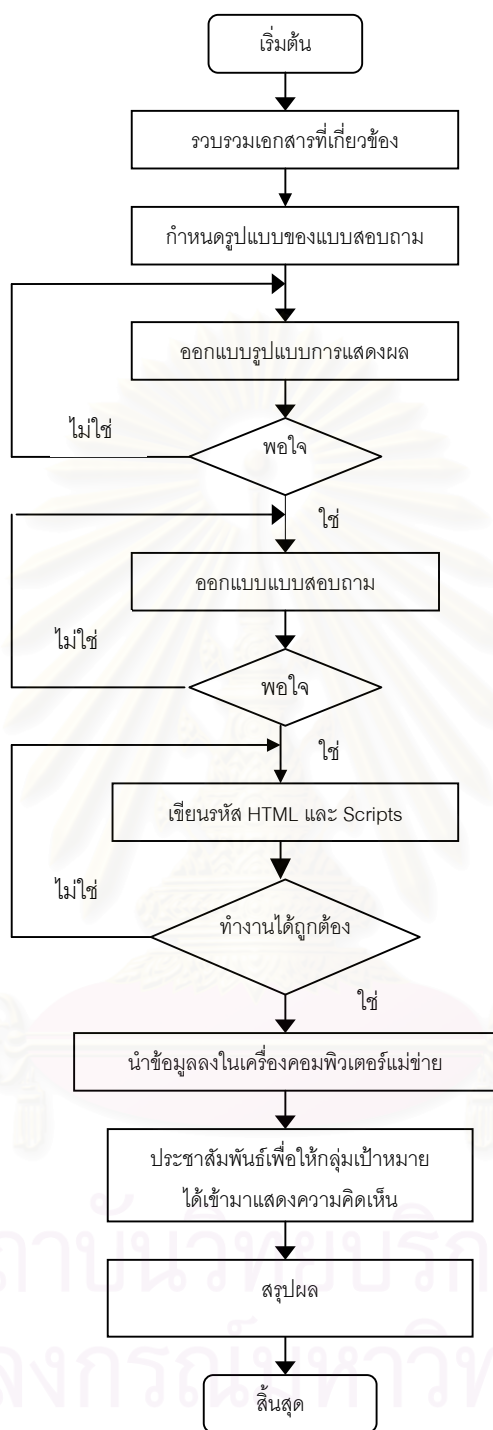 เริ่มต้น
รวบรวมเอกสารที่เกี่ยวข้อง
กำหนดรูปแบบของแบบสอบถาม
ออกแบบรูปแบบการแสดงผล
ไม่ใช่
พอใจ
ใช่
ออกแบบแบบสอบถาม
ไม่ใช่
พอใจ
ใช่
เขียนรหัส HTML และ Scripts
ไม่ใช่
ทำงานได้ถูกต้อง
ใช่
นำข้อมูลลงในเครื่องคอมพิวเตอร์แม่ข่าย
ประชาสัมพันธ์เพื่อให้กลุ่มเป้าหมาย
ได้เข้ามาแสดงความคิดเห็น
สรุปผล
สิ้นสุด